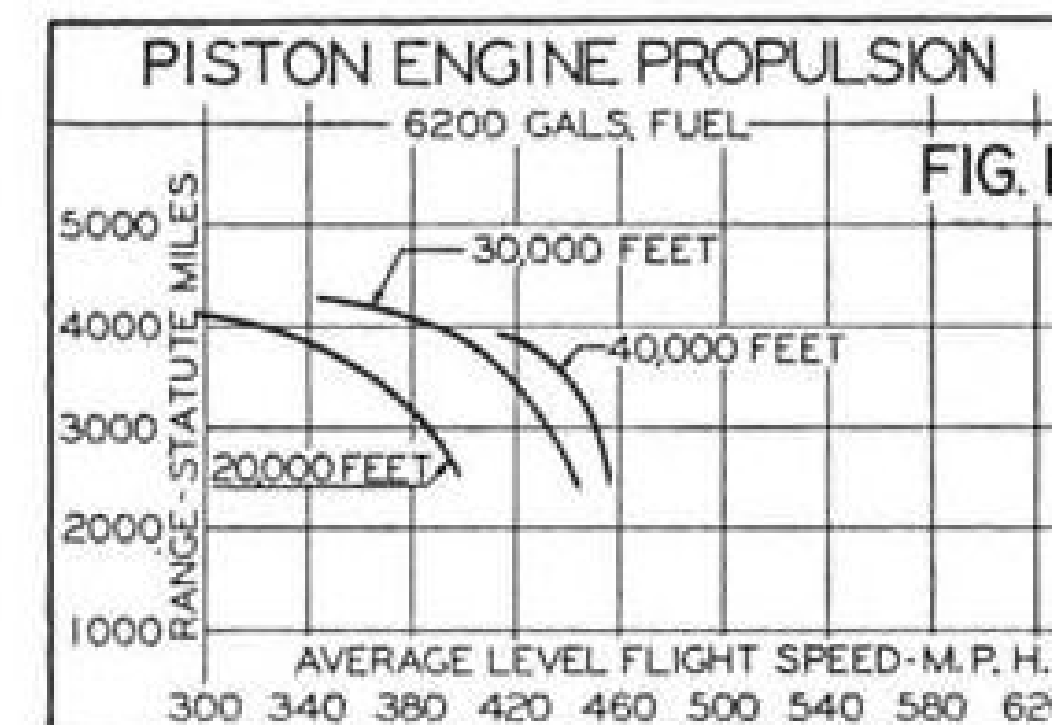 PISTON ENGINE PROPULSION
6200 GALS. FUEL
FIG.
5000
30,000 FEET
4000
40,000 FEET
3000
20,000 FEET
2000
1000
RANGE-STATUTE MILES
AVERAGE LEVEL FLIGHT SPEED-M.P.H.
300 340 380 420 460 500 540 580